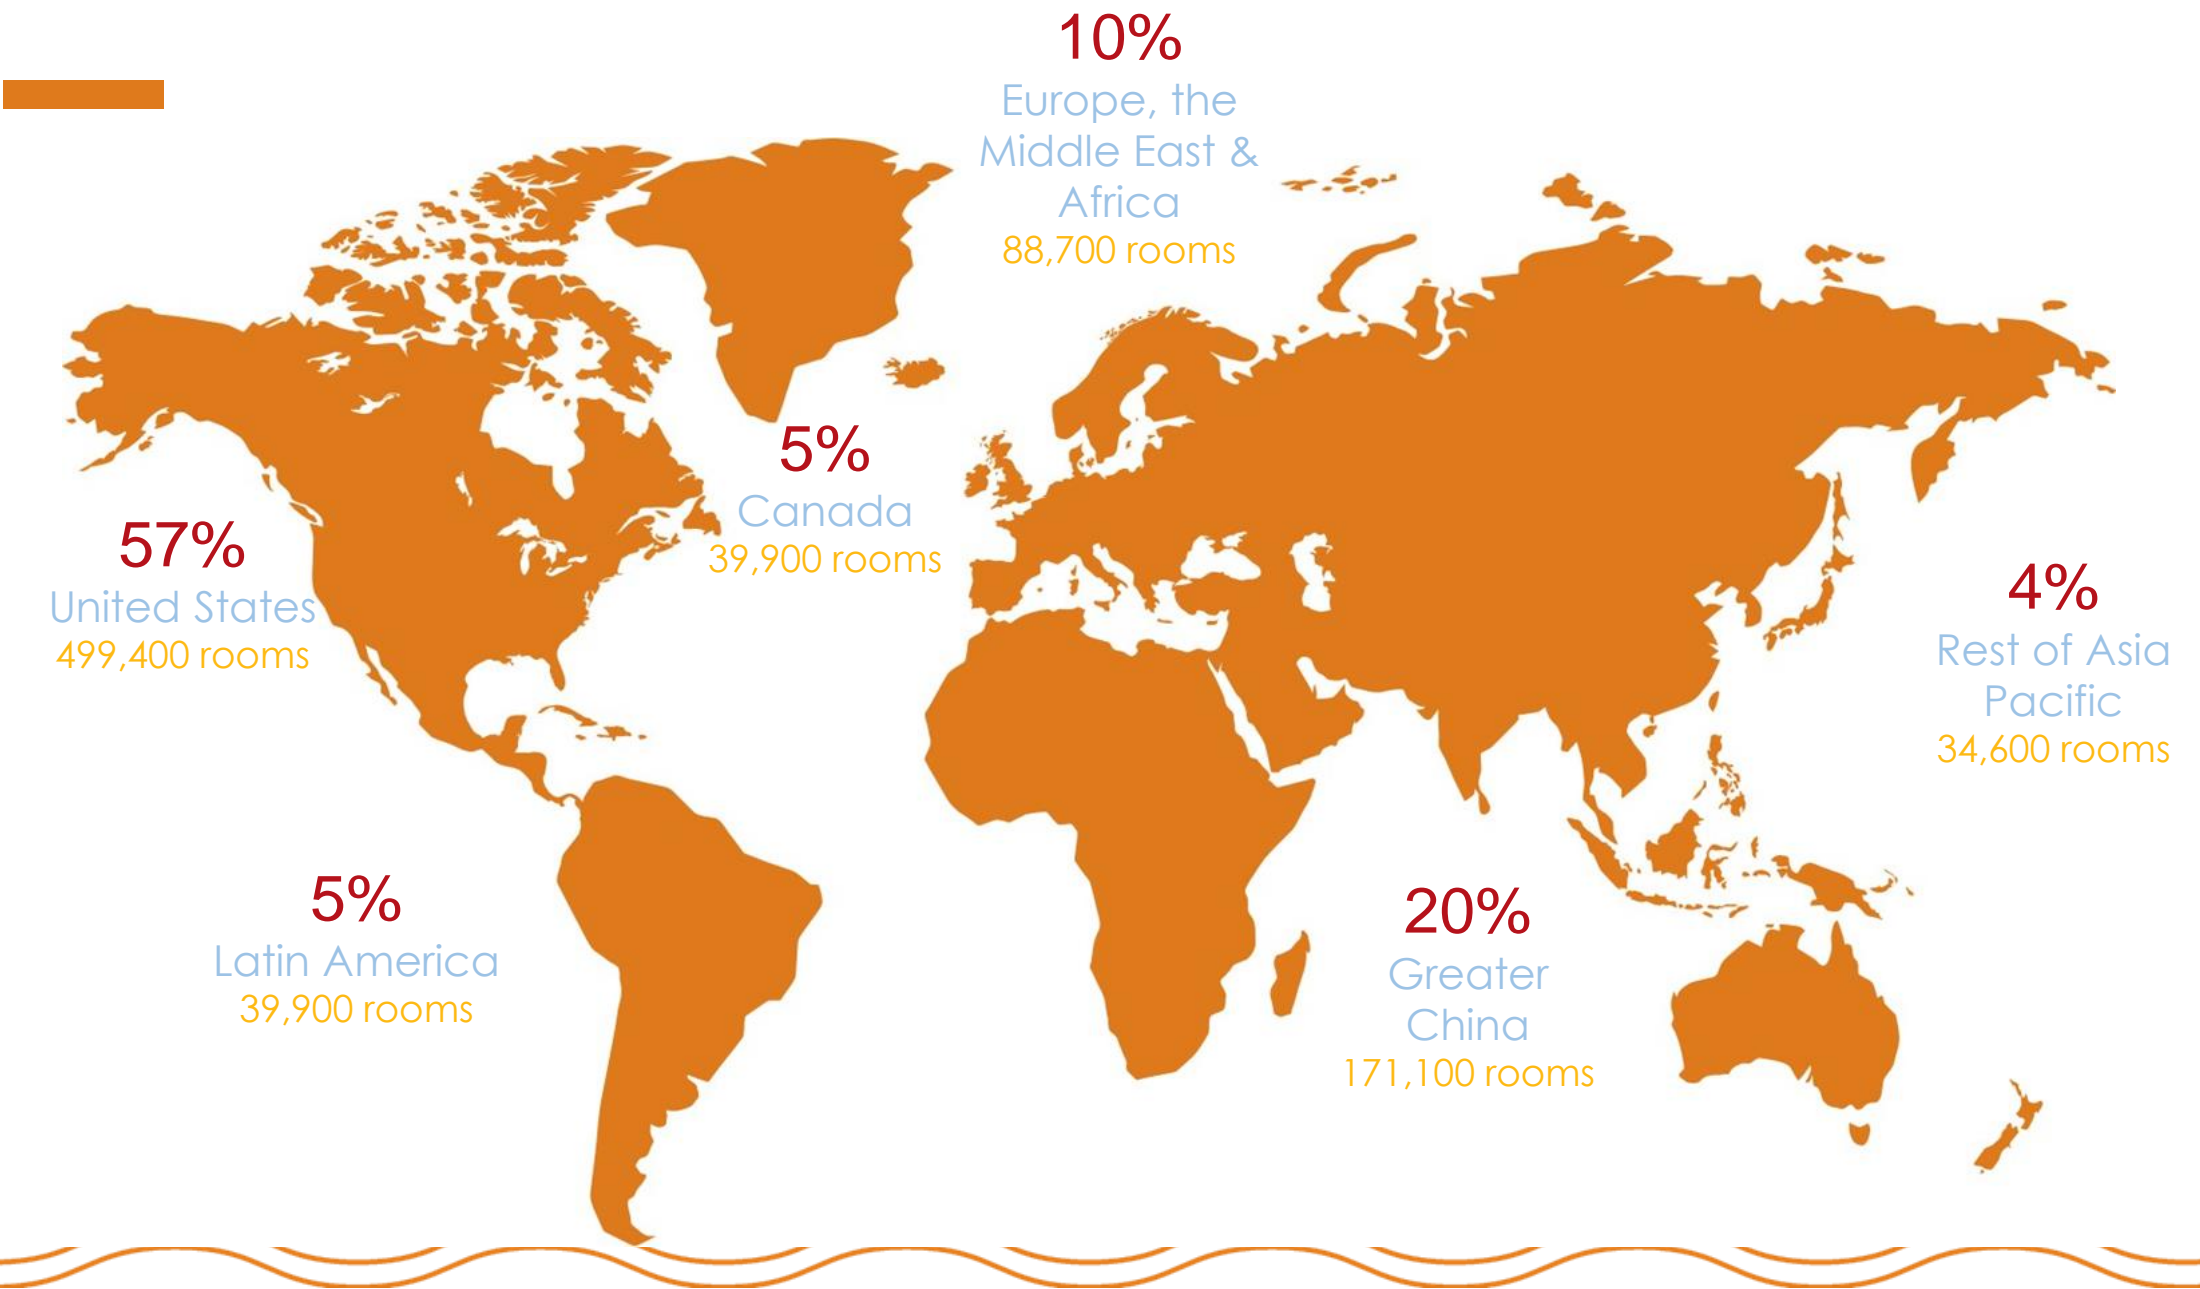 10%
Europe, the
Middle East &
Africa
88,700 rooms
5%
Canada
39,900 rooms
57%
United States
499,400 rooms
4%
Rest of Asia
Pacific
34,600 rooms
5%
Latin America
39,900 rooms
20%
Greater
China
171,100 rooms